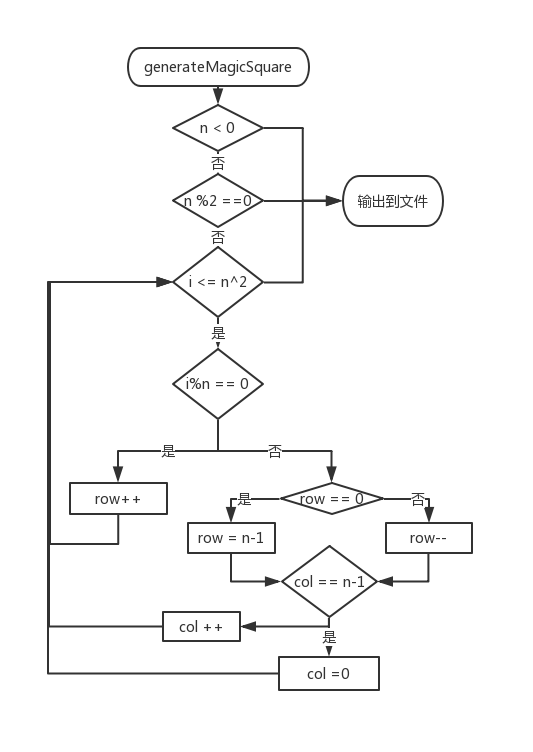 generateMagicSquare
n < 0
否
n %2 ==0
输出到文件
否
i <= n^2
是
i%n == 0
是
否
row++
row == 0
是
否
row = n-1
row--
col == n-1
col ++
是
col =0